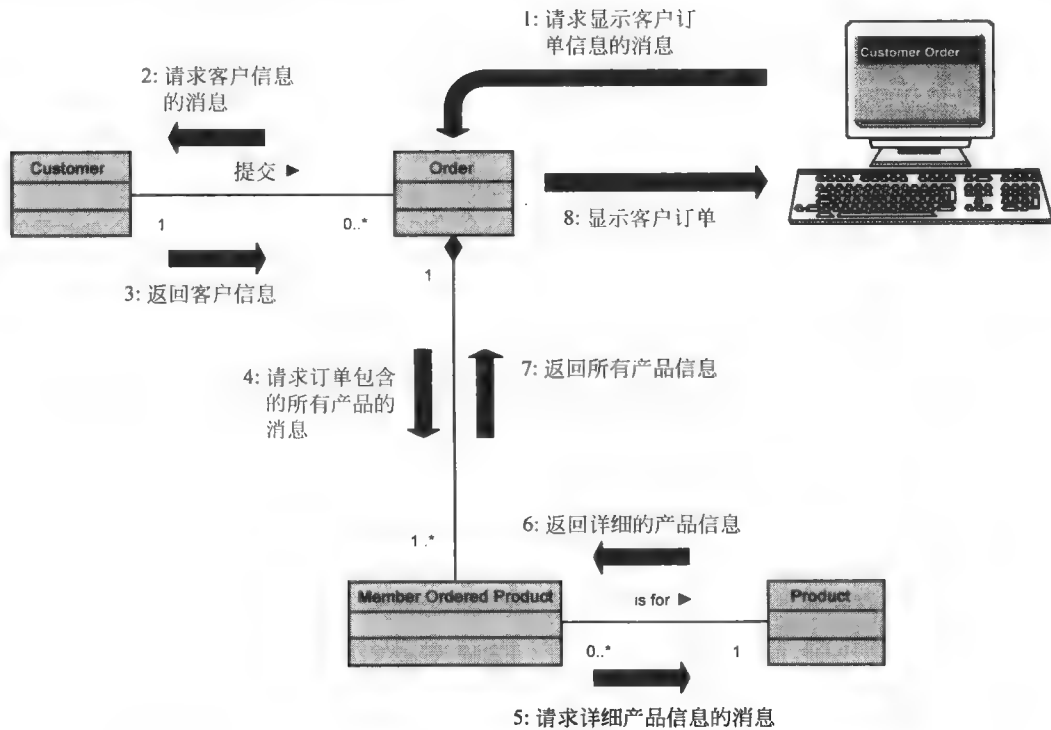 1: 请求显示客户订
单信息的消息
Customer Order
2: 请求客户信息
的消息
Customer
提交 ▶
Order
1
0..*
8: 显示客户订单
3: 返回客户信息
1
4: 请求订单包含
的所有产品的
消息
7: 返回所有产品信息
6: 返回详细的产品信息
1 .*
Member Ordered Product
is for ▶
Product
0..*
1
5: 请求详细产品信息的消息